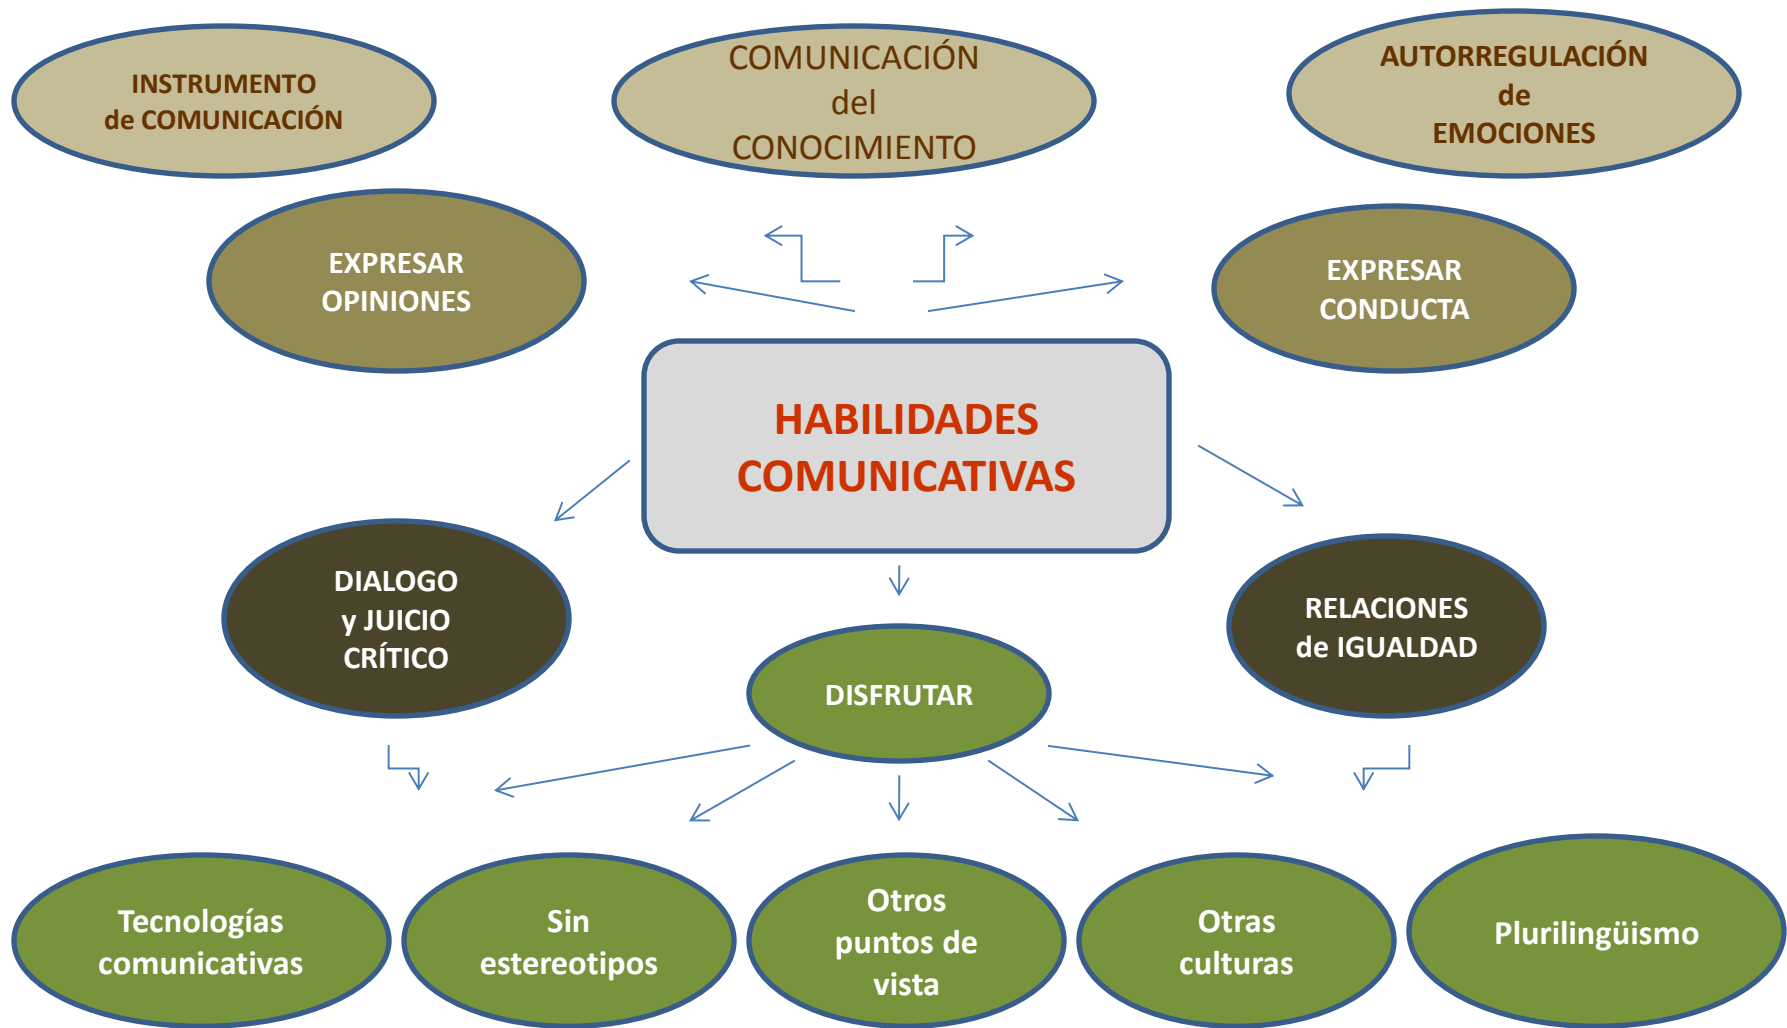 INSTRUMENTO
de COMUNICACIÓN
COMUNICACIÓN
del
CONOCIMIENTO
AUTORREGULACIÓN
de
EMOCIONES
EXPRESAR
OPINIONES
EXPRESAR
CONDUCTA
HABILIDADES
COMUNICATIVAS
DIALOGO
y JUICIO
CRÍTICO
DISFRUTAR
RELACIONES
de IGUALDAD
Tecnologías
comunicativas
Sin
estereotipos
Otros
puntos de
vista
Otras
culturas
Plurilingüismo